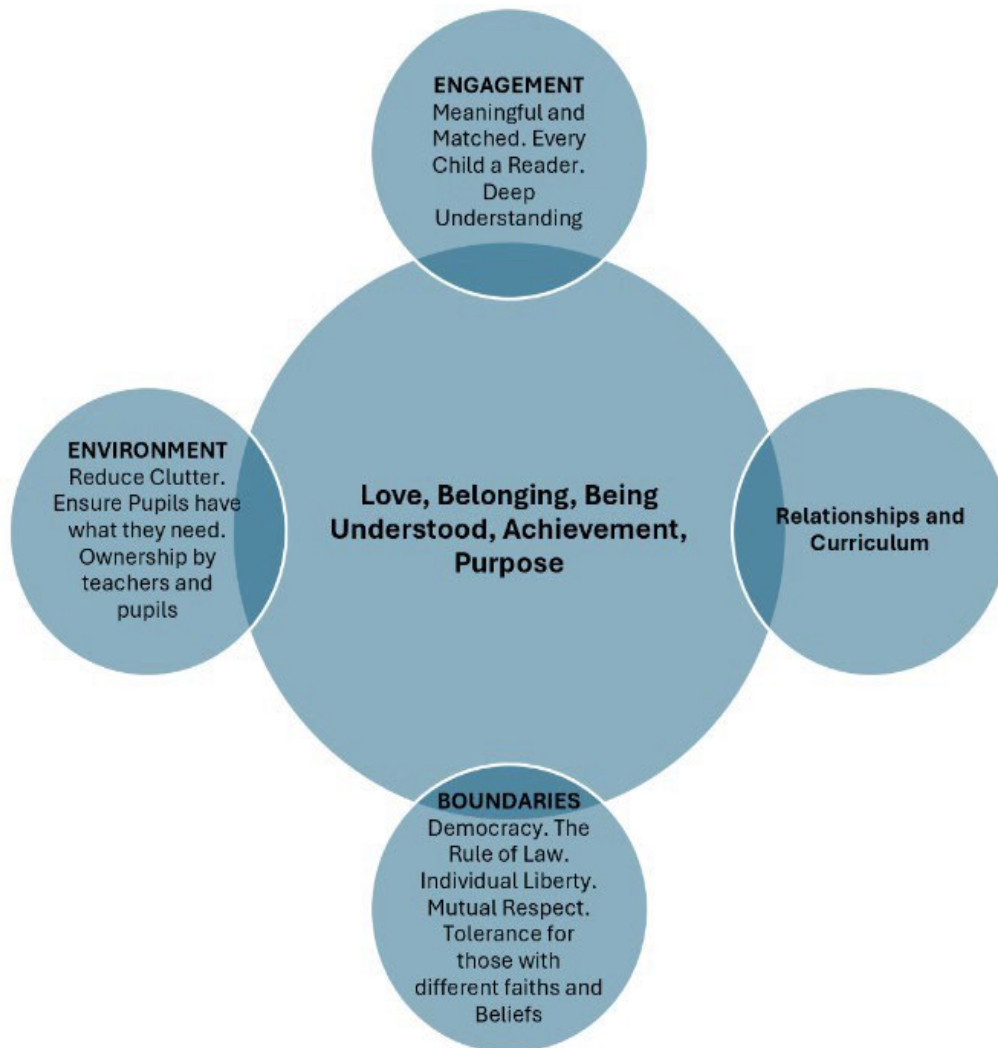 ENGAGEMENT
Meaningful and
Matched. Every
Child a Reader.
Deep
Understanding
ENVIRONMENT
Reduce Clutter.
Ensure Pupils have
what they need.
Ownership by
teachers and
pupils
Love, Belonging, Being
Understood, Achievement,
Purpose
Relationships and
Curriculum
BOUNDARIES
Democracy. The
Rule of Law.
Individual Liberty.
Mutual Respect.
Tolerance for
those with
different faiths and
Beliefs